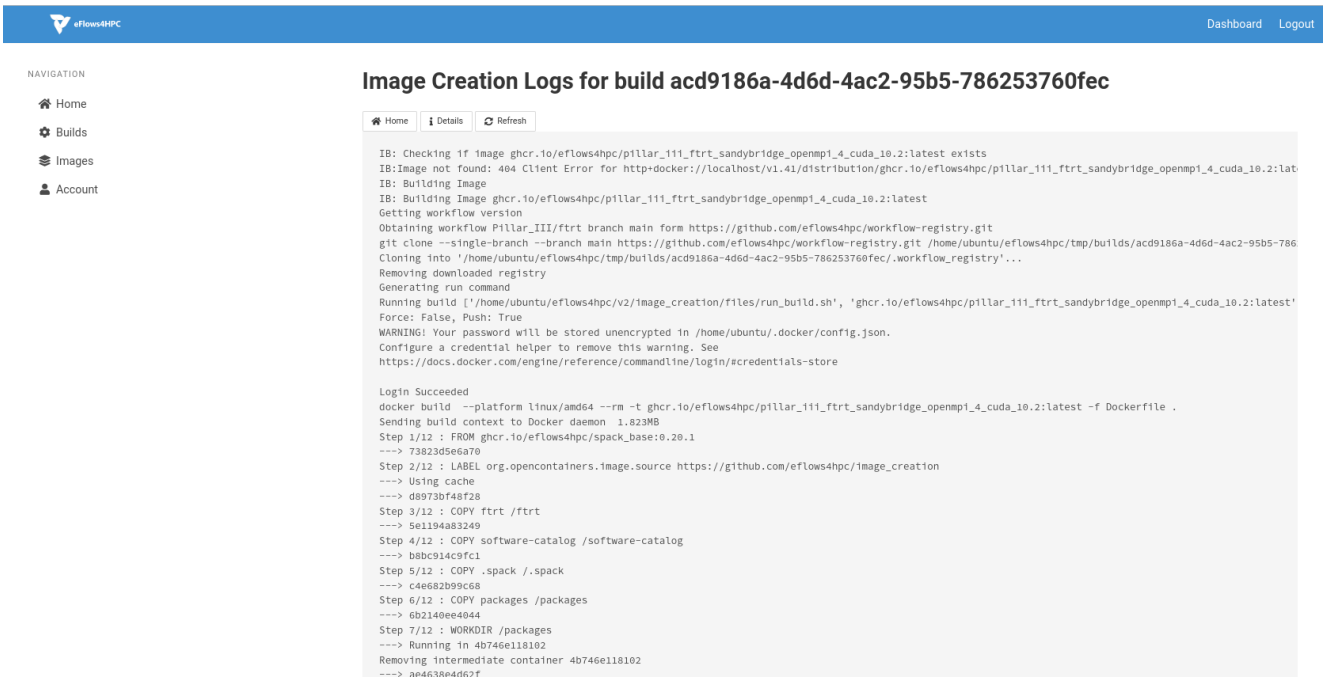 eFlows4HPC
Dashboard Logout
NAVIGATION
Home
Builds
Images
Account
Image Creation Logs for build acd9186a-4d6d-4ac2-95b5-786253760fec
Home Details Refresh
IB: Checking if image ghcr.io/eflows4hpc/pillar_iii_ftrt_sandybridge_openmpi_4_cuda_10.2:latest exists
IB:Image not found: 404 Client Error for http+docker://localhost/v1.41/distribution/ghcr.io/eflows4hpc/pillar_iii_ftrt_sandybridge_openmpi_4_cuda_10.2:late
IB: Building Image
IB: Building Image ghcr.io/eflows4hpc/pillar_iii_ftrt_sandybridge_openmpi_4_cuda_10.2:latest
Getting workflow version
Obtaining workflow Pillar_III/ftrt branch main form https://github.com/eflows4hpc/workflow-registry.git
git clone --single-branch --branch main https://github.com/eflows4hpc/workflow-registry.git /home/ubuntu/eflows4hpc/tmp/builds/acd9186a-4d6d-4ac2-95b5-786
Cloning into '/home/ubuntu/eflows4hpc/tmp/builds/acd9186a-4d6d-4ac2-95b5-786253760fec/.workflow_registry'...
Removing downloaded registry
Generating run command
Running build ['/home/ubuntu/eflows4hpc/v2/image_creation/files/run_build.sh', 'ghcr.io/eflows4hpc/pillar_iii_ftrt_sandybridge_openmpi_4_cuda_10.2:latest'
Force: False, Push: True
WARNING! Your password will be stored unencrypted in /home/ubuntu/.docker/config.json.
Configure a credential helper to remove this warning. See
https://docs.docker.com/engine/reference/commandline/login/#credentials-store
Login Succeeded
docker build --platform linux/amd64 --rm -t ghcr.io/eflows4hpc/pillar_iii_ftrt_sandybridge_openmpi_4_cuda_10.2:latest -f Dockerfile .
Sending build context to Docker daemon 1.823MB
Step 1/12 : FROM ghcr.io/eflows4hpc/spack_base:0.20.1
---> 73823d5e6a70
Step 2/12 : LABEL org.opencontainers.image.source https://github.com/eflows4hpc/image_creation
---> Using cache
---> d8973bf48f28
Step 3/12 : COPY ftrt /ftrt
---> 5e1194a83249
Step 4/12 : COPY software-catalog /software-catalog
---> b8bc914c9fc1
Step 5/12 : COPY .spack /.spack
---> c4e682b99c68
Step 6/12 : COPY packages /packages
---> 6b2140ee4044
Step 7/12 : WORKDIR /packages
---> Running in 4b746e118102
Removing intermediate container 4b746e118102
---> ae4638e4d62f